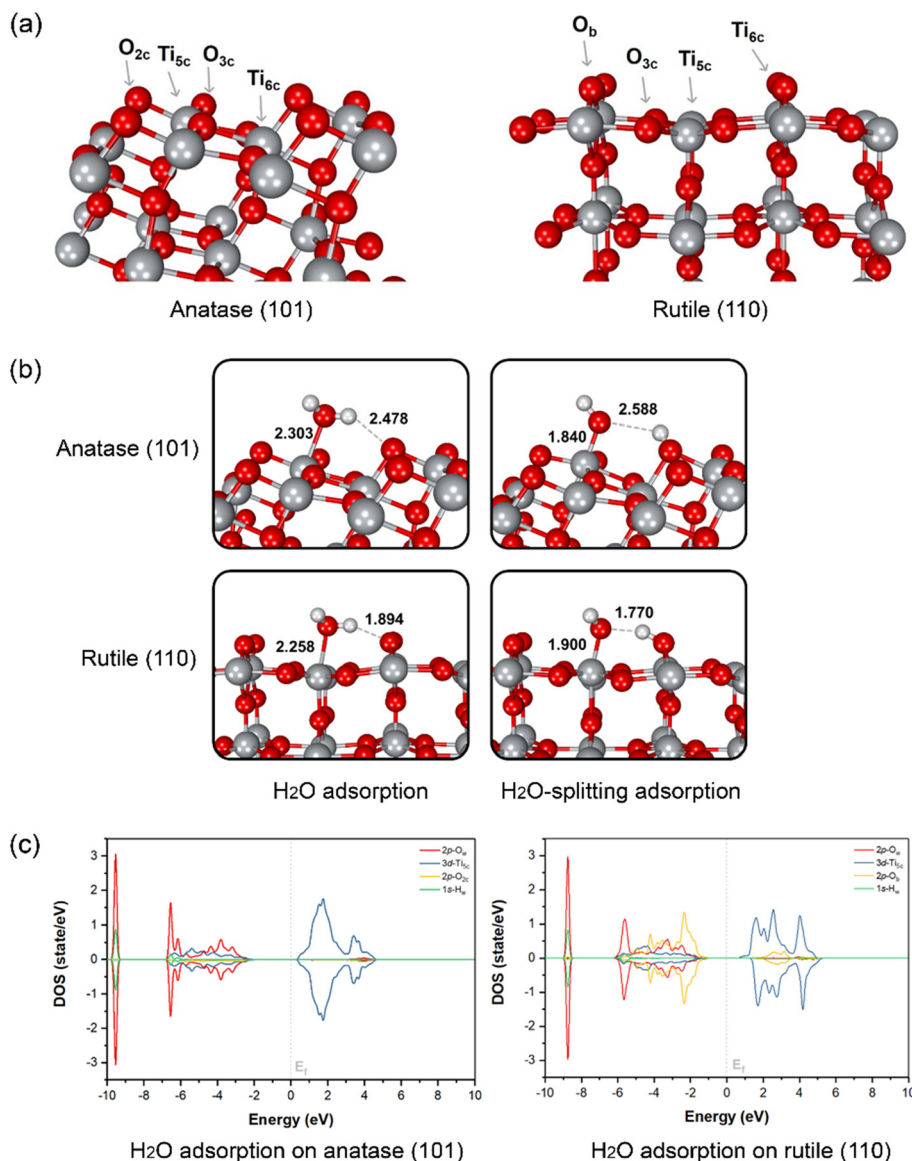 (a)
O2c Ti5c O3c Ti6c
Ob O3c Ti5c Ti6c
Anatase (101)
Rutile (110)
(b)
Anatase (101)
2.303 2.478
1.840 2.588
Rutile (110)
2.258 1.894
1.900 1.770
H2O adsorption
H2O-splitting adsorption
(c)
DOS (state/eV)
3
2
1
0
1
-2
-3
2p-Ow
3d-Ti5c
2p-O2c
1s-Hw
Ef
-10 -8 -6 -4 -2 0 2 4 6 8 10
Energy (eV)
H2O adsorption on anatase (101)
DOS (state/eV)
3
2
1
0
1
-2
-3
2p-Ow
3d-Ti5c
2p-Ob
1s-Hw
Ef
-10 -8 -6 -4 -2 0 2 4 6 8 10
Energy (eV)
H2O adsorption on rutile (110)